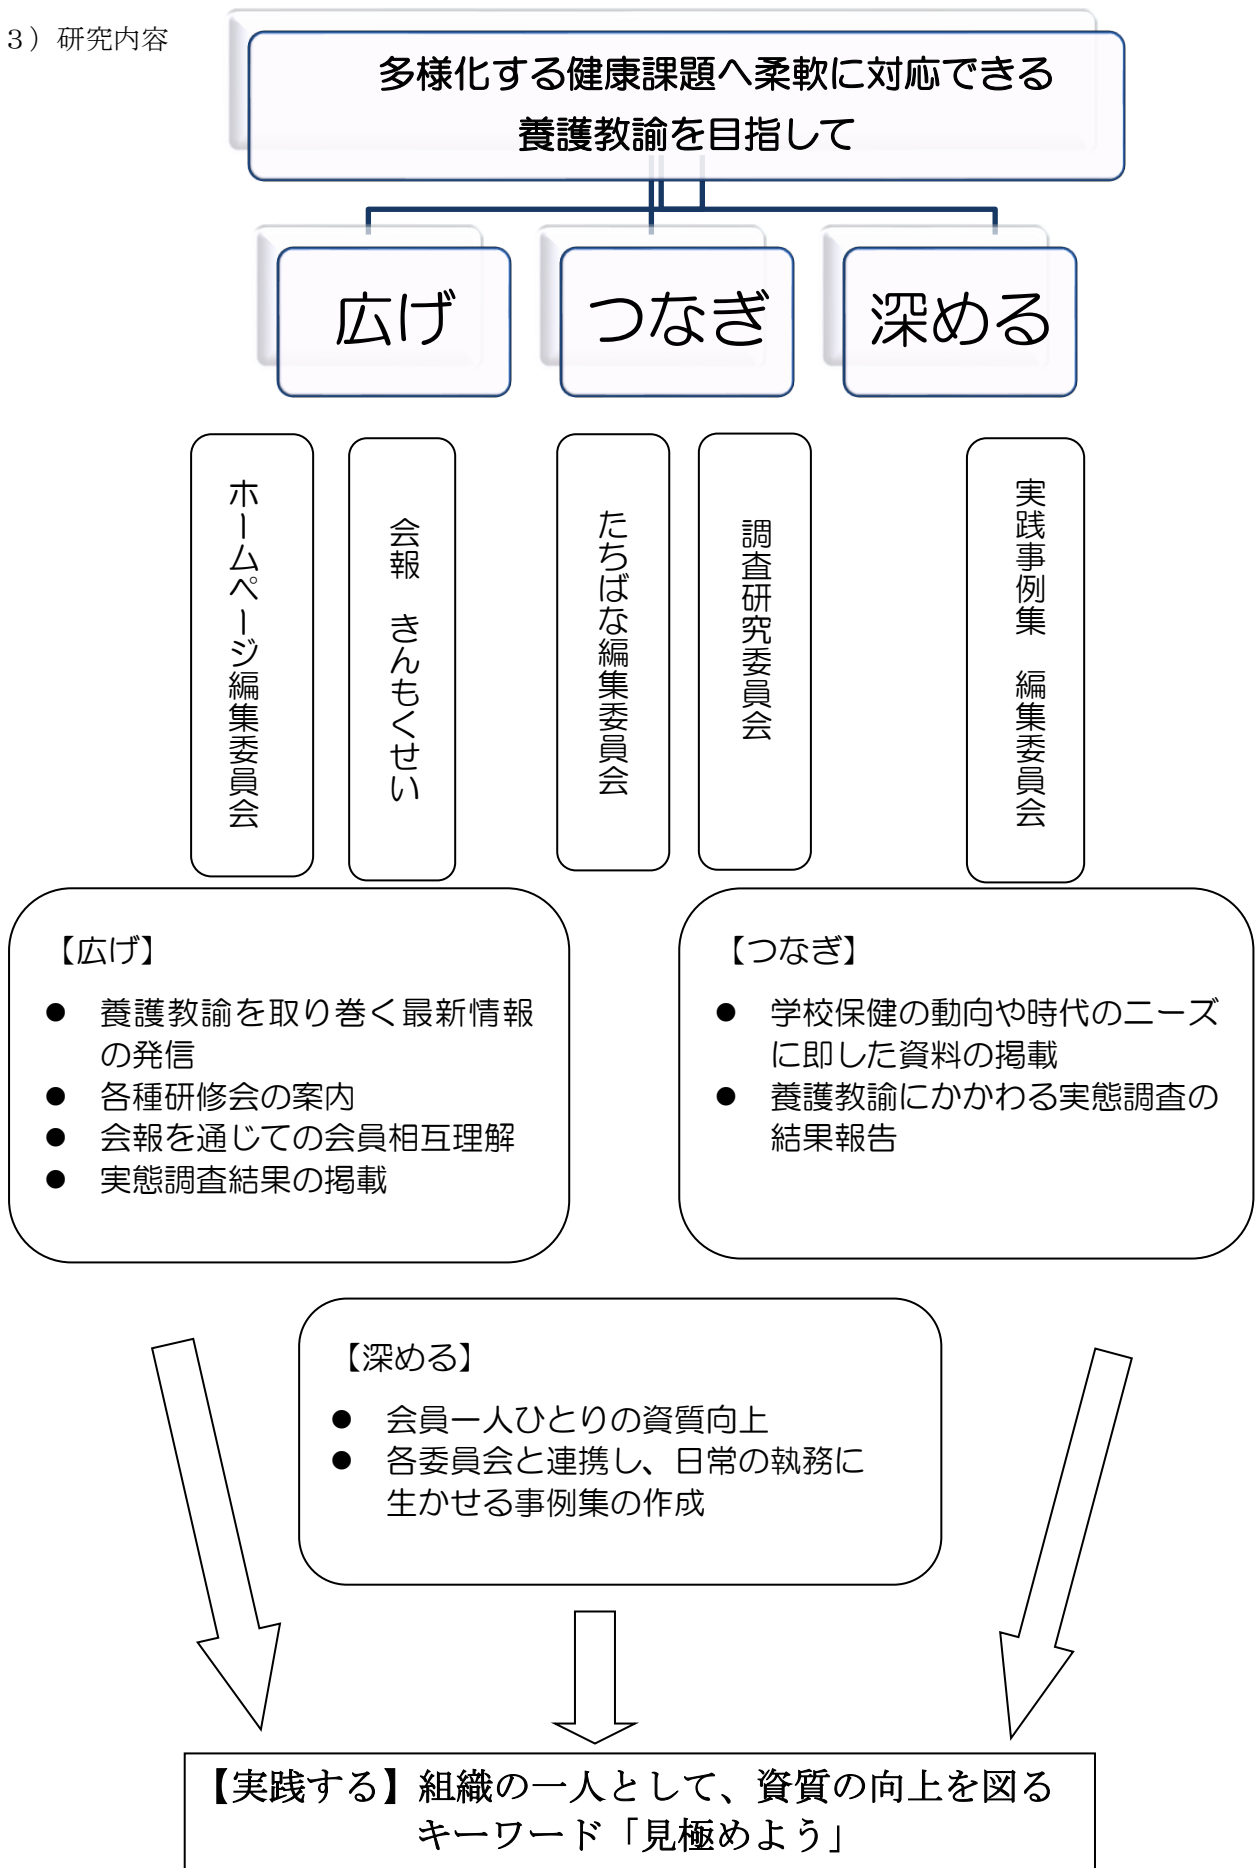 ３）研究内容
多様化する健康課題へ柔軟に対応できる
養護教諭を目指して
広げ
つなぎ
深める
ホームページ編集委員会
会報　きんもくせい
たちばな編集委員会
調査研究委員会
実践事例集　編集委員会
【広げ】
● 養護教諭を取り巻く最新情報
の発信
● 各種研修会の案内
● 会報を通じての会員相互理解
● 実態調査結果の掲載
【つなぎ】
● 学校保健の動向や時代のニーズ
に即した資料の掲載
● 養護教諭にかかわる実態調査の
結果報告
【深める】
● 会員一人ひとりの資質向上
● 各委員会と連携し、日常の執務に
生かせる事例集の作成
【実践する】組織の一人として、資質の向上を図る
キーワード「見極めよう」